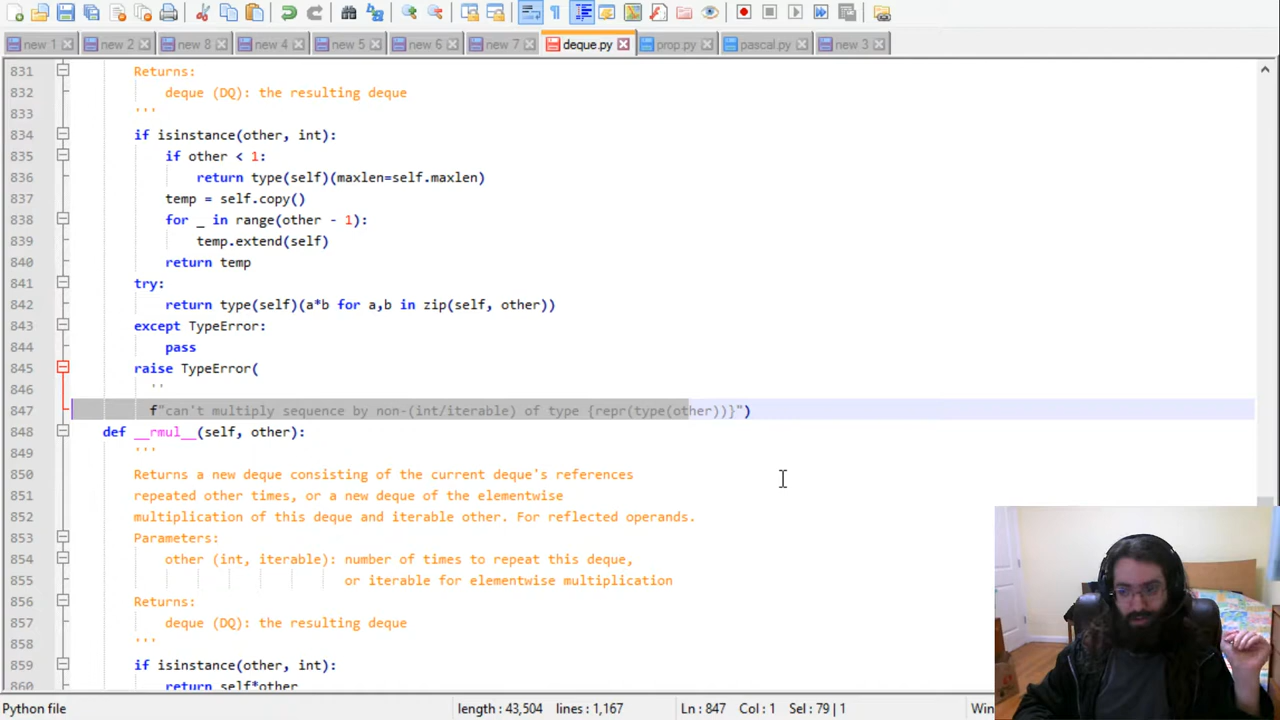 new 1 new 2 new 8 new 4 new 5 new 6 new 7 deque.py prop.py pascal.py new 3
831 Returns:
832 deque (DQ): the resulting deque
833 '''
834 if isinstance(other, int):
835 if other < 1:
836 return type(self)(maxlen=self.maxlen)
837 temp = self.copy()
838 for _ in range(other - 1):
839 temp.extend(self)
840 return temp
841 try:
842 return type(self)(a*b for a,b in zip(self, other))
843 except TypeError:
844 pass
845 raise TypeError(
846 ''
847 f"can't multiply sequence by non-(int/iterable) of type {repr(type(other))}")
848 def __rmul__(self, other):
849 '''
850 Returns a new deque consisting of the current deque's references
851 repeated other times, or a new deque of the elementwise
852 multiplication of this deque and iterable other. For reflected operands.
853 Parameters:
854 other (int, iterable): number of times to repeat this deque,
855 or iterable for elementwise multiplication
856 Returns:
857 deque (DQ): the resulting deque
858 '''
859 if isinstance(other, int):
860 return self*other
Python file length : 43,504 lines : 1,167 Ln : 847 Col : 1 Sel : 79 | 1 Win